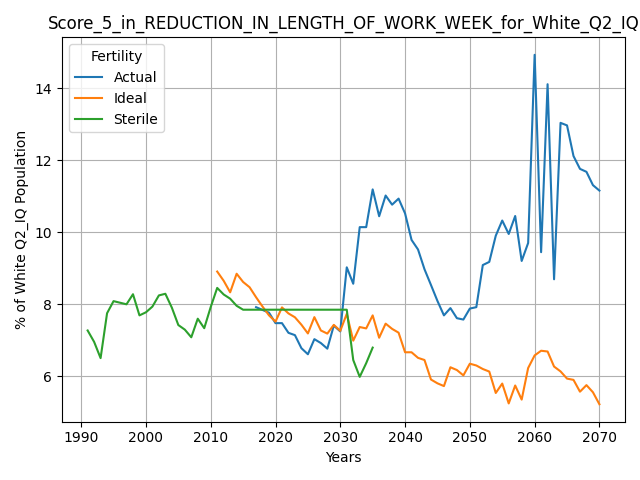 Score_5_in_REDUCTION_IN_LENGTH_OF_WORK_WEEK_for_White_Q2_IQ
Fertility
Actual
Ideal
Sterile
% of White Q2_IQ Population
14
12
10
8
6
1990 2000 2010 2020 2030 2040 2050 2060 2070
Years